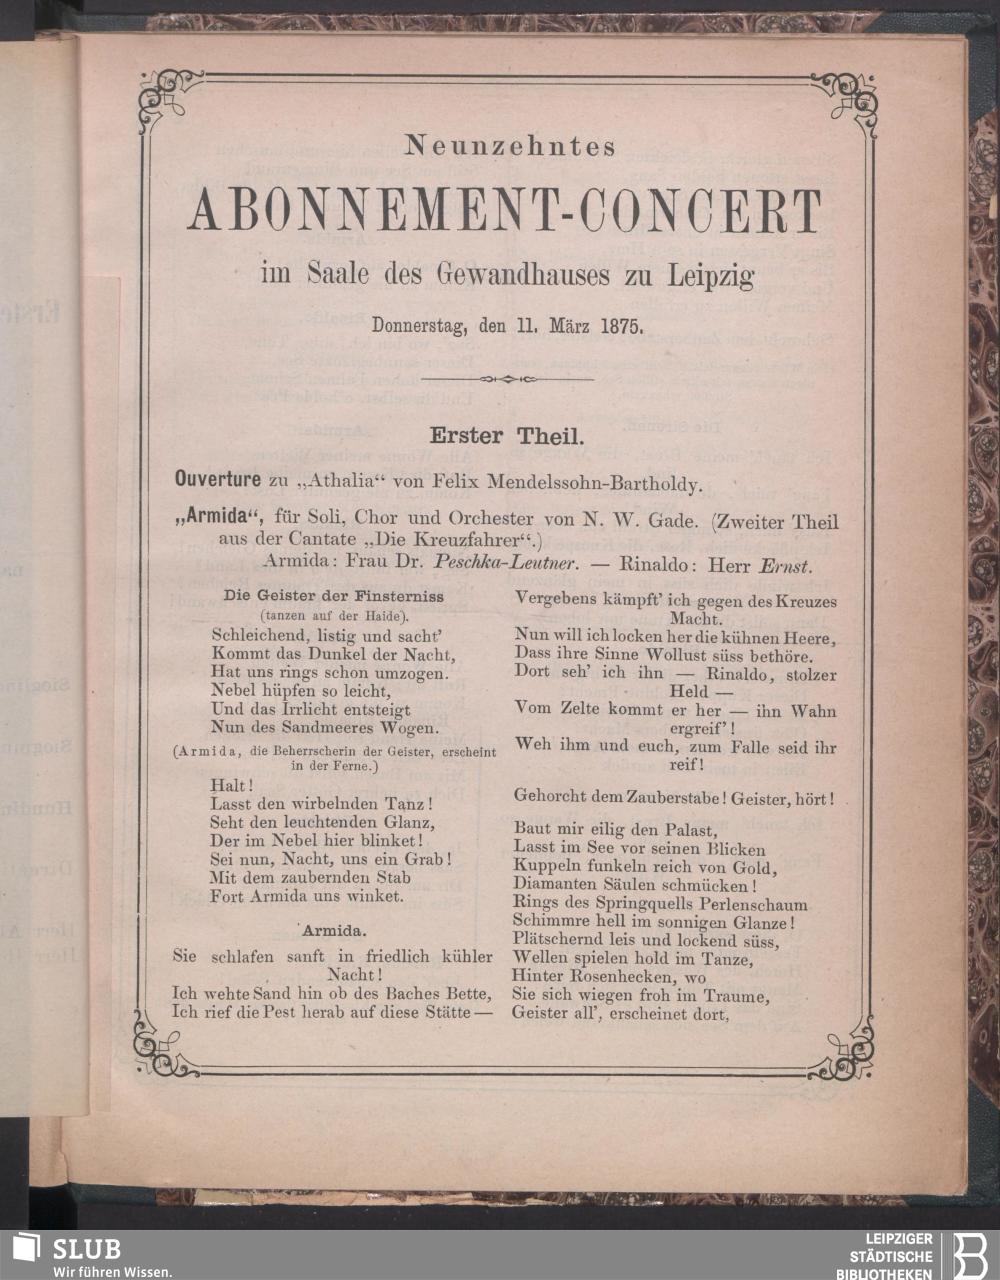 Neunzehntes
ABONNEMENT-CONCERT
im Saale des Gewandhauses zu Leipzig
Donnerstag, den 11. März 1875.
Erster Theil.
Ouverture zu „Athalia“ von Felix Mendelssohn-Bartholdy.
„Armida“, für Soli, Chor und Orchester von N. W. Gade. (Zweiter Theil
aus der Cantate „Die Kreuzfahrer“.)
Armida: Frau Dr. Peschka-Leutner. — Rinaldo: Herr Ernst.
Die Geister der Finsterniss
(tanzen auf der Haide).
Schleichend, listig und sacht’
Kommt das Dunkel der Nacht,
Hat uns rings schon umzogen.
Nebel hüpfen so leicht,
Und das Irrlicht entsteigt
Nun des Sandmeeres Wogen.
(Armida, die Beherrscherin der Geister, erscheint
in der Ferne.)
Halt!
Lasst den wirbelnden Tanz!
Seht den leuchtenden Glanz,
Der im Nebel hier blinket!
Sei nun, Nacht, uns ein Grab!
Mit dem zaubernden Stab
Fort Armida uns winket.
Armida.
Sie schlafen sanft in friedlich kühler
Nacht!
Ich wehte Sand hin ob des Baches Bette,
Ich rief die Pest herab auf diese Stätte —
Vergebens kämpft’ ich gegen des Kreuzes
Macht.
Nun will ich locken her die kühnen Heere,
Dass ihre Sinne Wollust süss bethöre.
Dort seh’ ich ihn — Rinaldo, stolzer
Held —
Vom Zelte kommt er her — ihn Wahn
ergreif’!
Weh ihm und euch, zum Falle seid ihr
reif!
Gehorcht dem Zauberstabe! Geister, hört!
Baut mir eilig den Palast,
Lasst im See vor seinen Blicken
Kuppeln funkeln reich von Gold,
Diamanten Säulen schmücken!
Rings des Springquells Perlenschaum
Schimmre hell im sonnigen Glanze!
Plätschernd leis und lockend süss,
Wellen spielen hold im Tanze,
Hinter Rosenhecken, wo
Sie sich wiegen froh im Traume,
Geister all’, erscheinet dort,
SLUB
Wir führen Wissen.
LEIPZIGER
STÄDTISCHE
BIBLIOTHEKEN